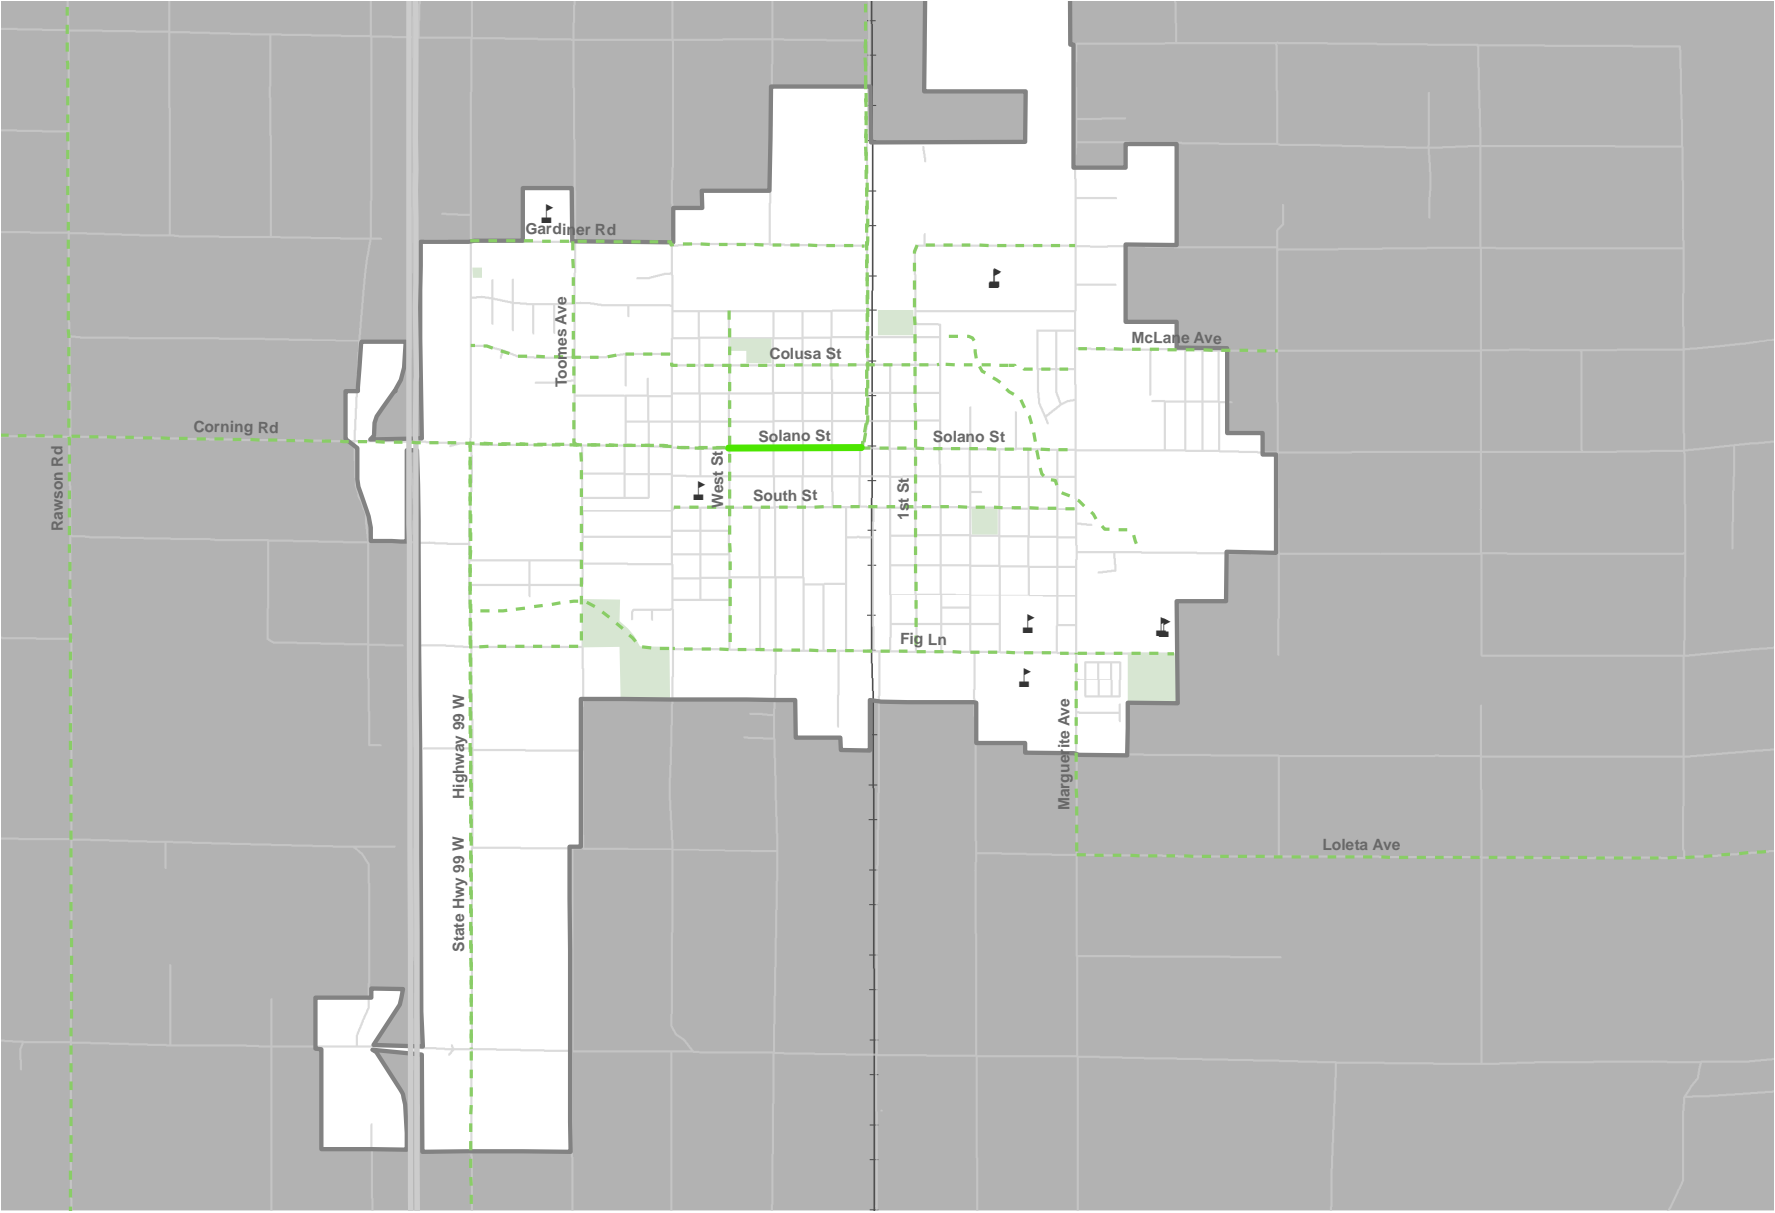 Gardiner Rd
Toomes Ave
McLane Ave
Colusa St
Corning Rd
Solano St
Solano St
Rawson Rd
West St
South St
1st St
Fig Ln
Highway 99 W
Marguerite Ave
State Hwy 99 W
Loleta Ave